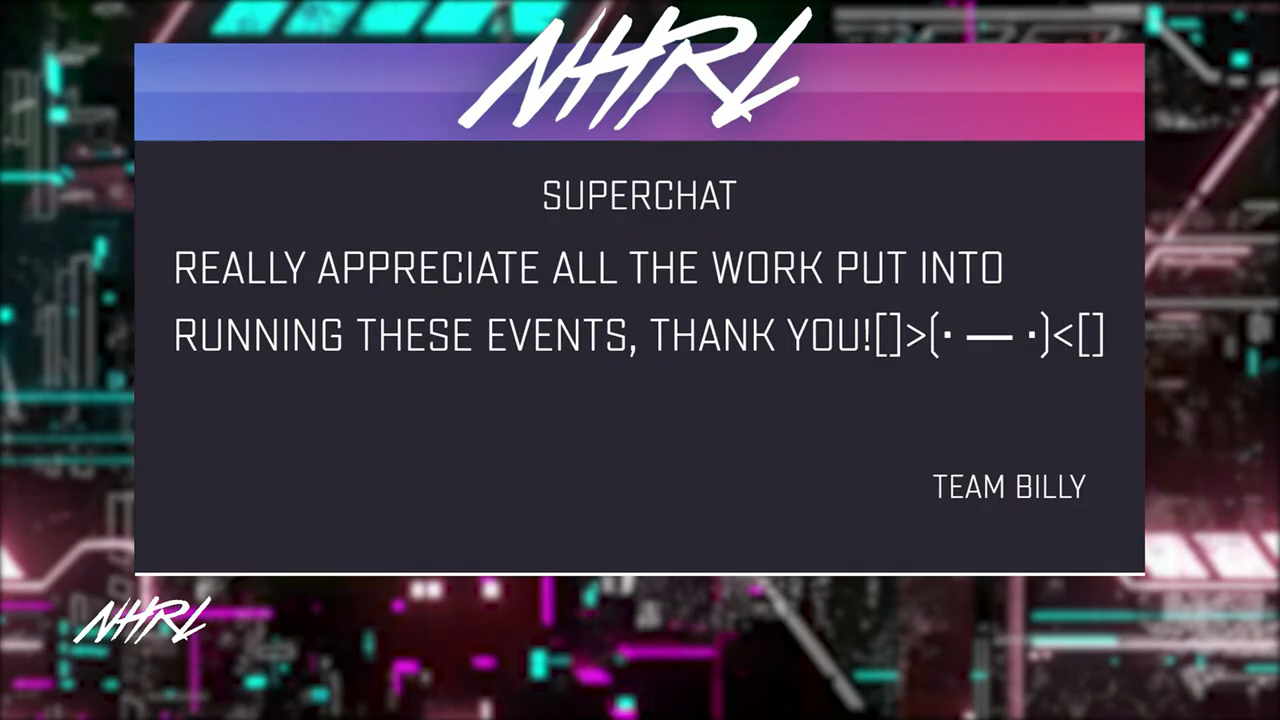 NHRL
SUPERCHAT
REALLY APPRECIATE ALL THE WORK PUT INTO
RUNNING THESE EVENTS, THANK YOU![]>(· — ·)<[]
TEAM BILLY
NHRL